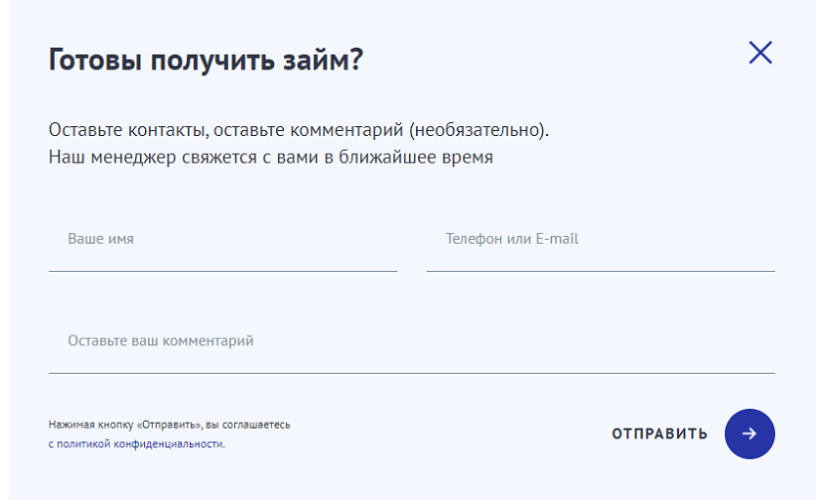 Готовы получить займ?
Оставьте контакты, оставьте комментарий (необязательно).
Наш менеджер свяжется с вами в ближайшее время
Ваше имя
Телефон или E-mail
Оставьте ваш комментарий
Нажимая кнопку «Отправить», вы соглашаетесь
с политикой конфиденциальности.
ОТПРАВИТЬ